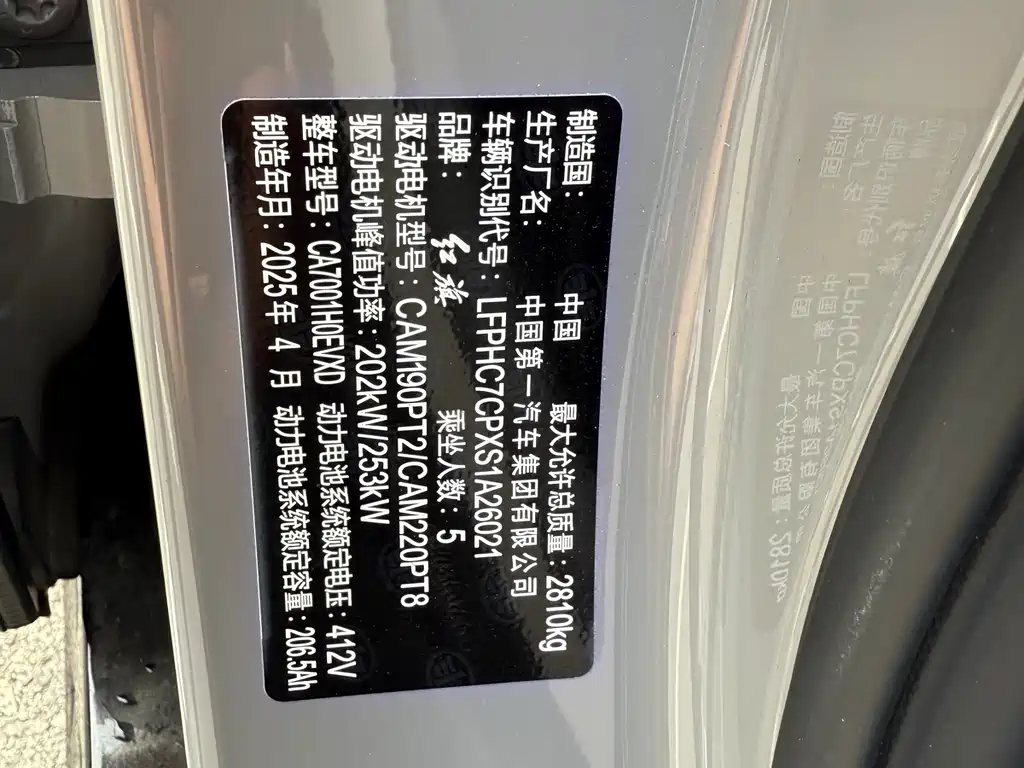 制造国： 中国 最大允许总质量：2810kg
生产厂名： 中国第一汽车集团有限公司
车辆识别代号：LFPHC7CPXS1A26021
品牌： 红旗 乘坐人数：5
驱动电机型号：CAM190PT2/CAM220PT8
驱动电机峰值功率：202kW/253kW
整车型号：CA7001H0EVXD 动力电池系统额定电压：412V
制造年月：2025年 4 月 动力电池系统额定容量：206.5Ah